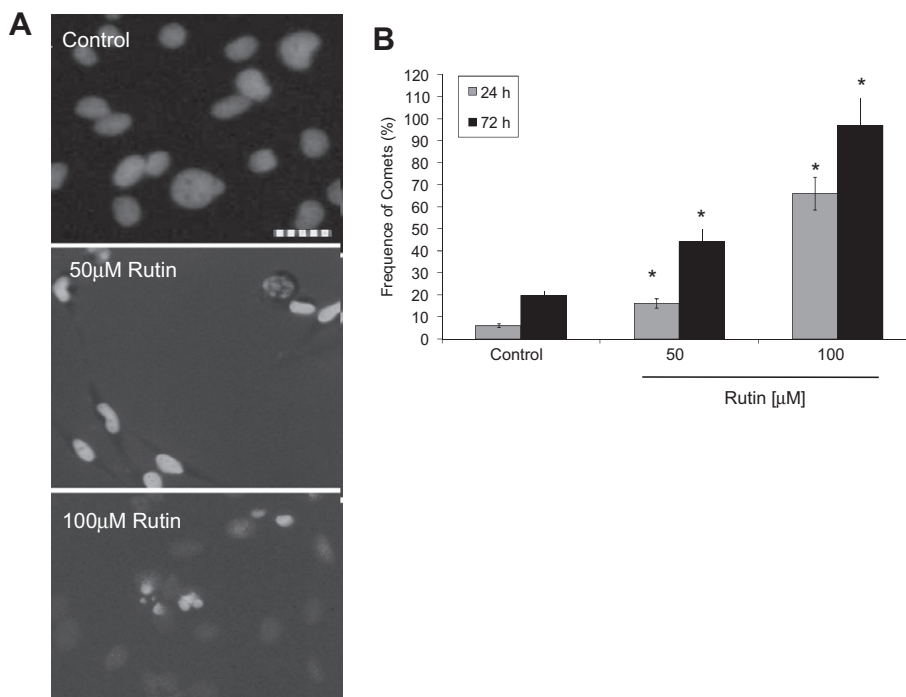 A
Control
50μM Rutin
100μM Rutin
B
Frequence of Comets (%)
120
110
100
90
80
70
60
50
40
30
20
10
0
24 h
72 h
*
*
*
*
Control
50
100
Rutin [μM]